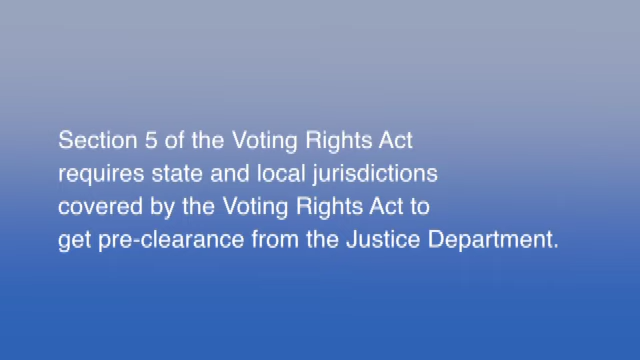 Section 5 of the Voting Rights Act
requires state and local jurisdictions
covered by the Voting Rights Act to
get pre-clearance from the Justice Department.